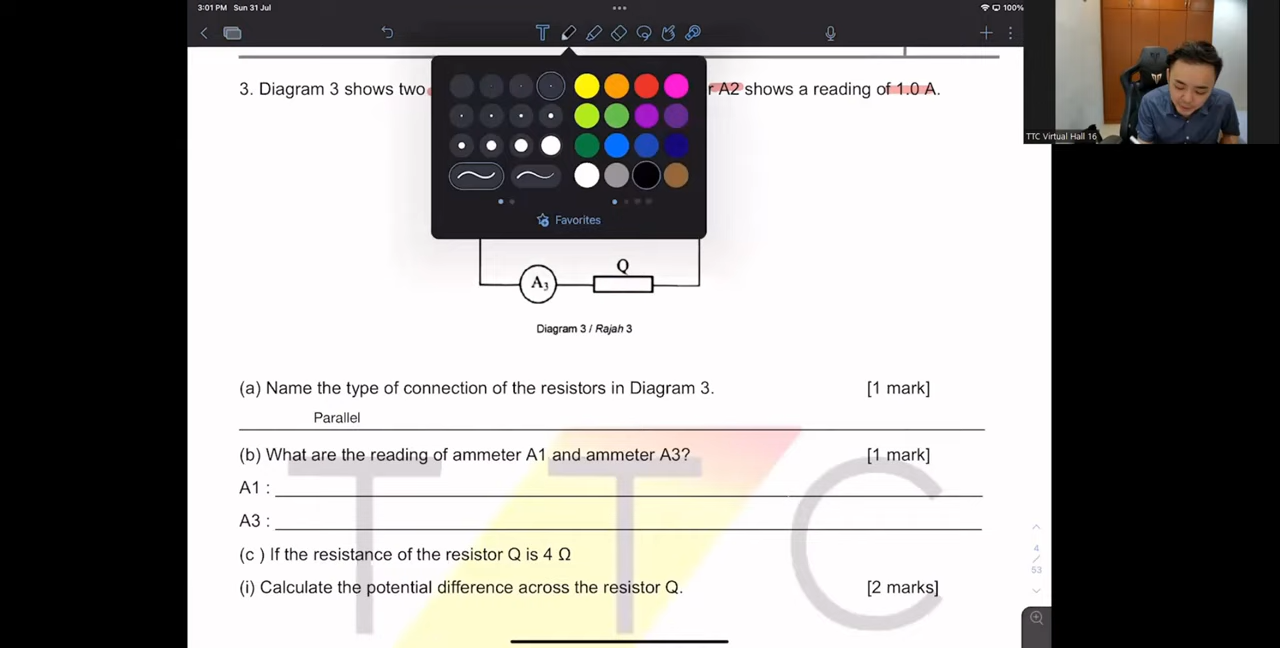 3:01 PM Sun 31 Jul
100%
T
3. Diagram 3 shows two
r A2 shows a reading of 1.0 A.
TTC Virtual Hall 16
Favorites
Q
A3
Diagram 3 / Rajah 3
(a) Name the type of connection of the resistors in Diagram 3. [1 mark]
Parallel
(b) What are the reading of ammeter A1 and ammeter A3? [1 mark]
A1 :
A3 :
(c ) If the resistance of the resistor Q is 4 Ω
(i) Calculate the potential difference across the resistor Q. [2 marks]
TTC
4
/
53